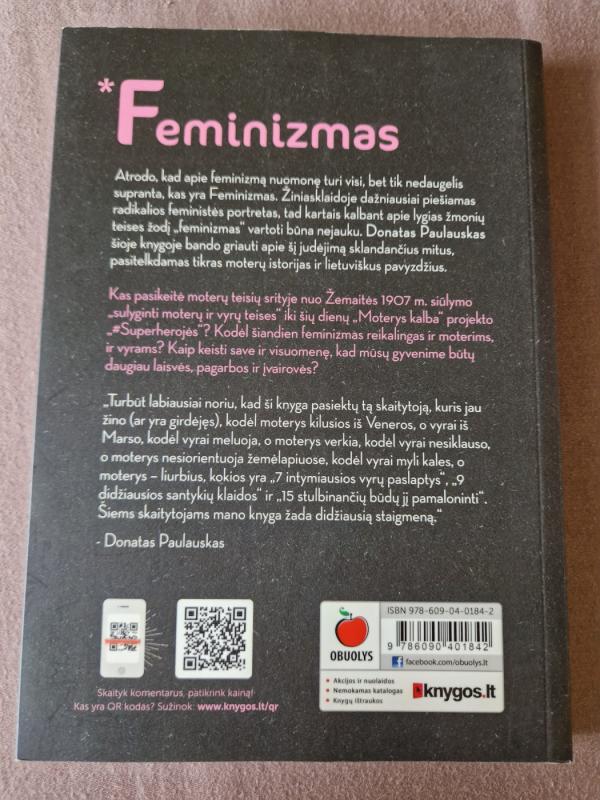 *Feminizmas
Atrodo, kad apie feminizmą nuomonę turi visi, bet tik nedaugelis
supranta, kas yra Feminizmas. Žiniasklaidoje dažniausiai piešiamas
radikalios feministės portretas, tad kartais kalbant apie lygias žmonių
teises žodį „feminizmas“ vartoti būna nejauku. Donatas Paulauskas
šioje knygoje bando griauti apie šį judėjimą sklandančius mitus,
pasitelkdamas tikras moterų istorijas ir lietuviškus pavyzdžius.
Kas pasikeitė moterų teisių srityje nuo Žemaitės 1907 m. siūlymo
„sulyginti moterų ir vyrų teises“ iki šių dienų „Moterys kalba“ projekto
„#Superherojės“? Kodėl šiandien feminizmas reikalingas ir moterims,
ir vyrams? Kaip keisti save ir visuomenę, kad mūsų gyvenime būtų
daugiau laisvės, pagarbos ir įvairovės?
„Turbūt labiausiai noriu, kad ši knyga pasiektų tą skaitytoją, kuris jau
žino (ar yra girdėjęs), kodėl moterys kilusios iš Veneros, o vyrai iš
Marso, kodėl vyrai meluoja, o moterys verkia, kodėl vyrai nesiklauso,
o moterys nesiorientuoja žemėlapiuose, kodėl vyrai myli kales, o
moterys – liurbius, kokios yra „7 intymiausios vyrų paslaptys“, „9
didžiausios santykių klaidos“ ir „15 stulbinančių būdų jį pamaloninti“.
Šiems skaitytojams mano knyga žada didžiausią staigmeną.“
- Donatas Paulauskas
Skaityk komentarus, patikrink kainą!
Kas yra QR kodas? Sužinok: www.knygos.lt/qr
OBUOLYS
ISBN 978-609-04-0184-2
9 786090 401842
facebook.com/obuolys.lt
• Akcijos ir nuolaidos
• Nemokamas katalogas
• Knygų ištraukos
knygos.lt